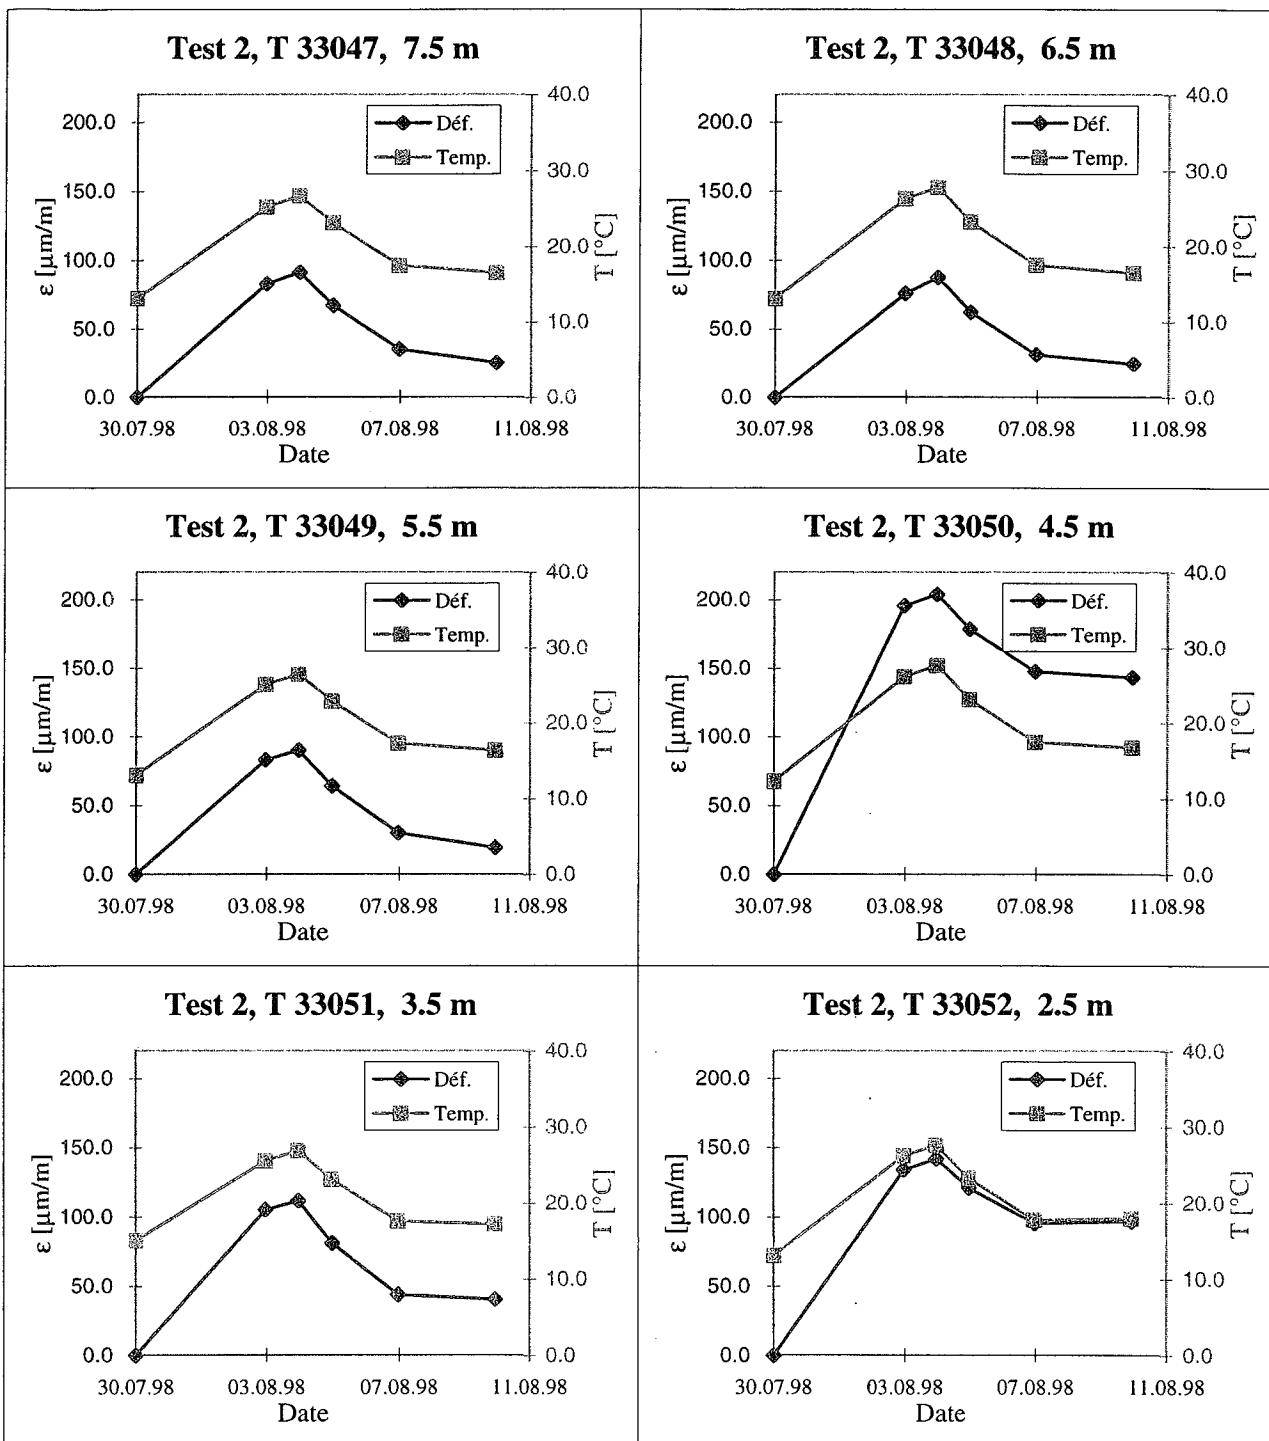 Test 2, T 33047, 7.5 m
40.0
200.0
Déf.
Temp.
30.0
150.0
ε [µm/m]
20.0
T [°C]
100.0
50.0
10.0
0.0
0.0
30.07.98 03.08.98 07.08.98 11.08.98
Date
Test 2, T 33048, 6.5 m
40.0
200.0
Déf.
Temp.
30.0
150.0
ε [µm/m]
20.0
T [°C]
100.0
50.0
10.0
0.0
0.0
30.07.98 03.08.98 07.08.98 11.08.98
Date
Test 2, T 33049, 5.5 m
40.0
200.0
Déf.
Temp.
30.0
150.0
ε [µm/m]
20.0
T [°C]
100.0
50.0
10.0
0.0
0.0
30.07.98 03.08.98 07.08.98 11.08.98
Date
Test 2, T 33050, 4.5 m
40.0
200.0
Déf.
Temp.
30.0
150.0
ε [µm/m]
20.0
T [°C]
100.0
50.0
10.0
0.0
0.0
30.07.98 03.08.98 07.08.98 11.08.98
Date
Test 2, T 33051, 3.5 m
40.0
200.0
Déf.
Temp.
30.0
150.0
ε [µm/m]
20.0
T [°C]
100.0
50.0
10.0
0.0
0.0
30.07.98 03.08.98 07.08.98 11.08.98
Date
Test 2, T 33052, 2.5 m
40.0
200.0
Déf.
Temp.
30.0
150.0
ε [µm/m]
20.0
T [°C]
100.0
50.0
10.0
0.0
0.0
30.07.98 03.08.98 07.08.98 11.08.98
Date